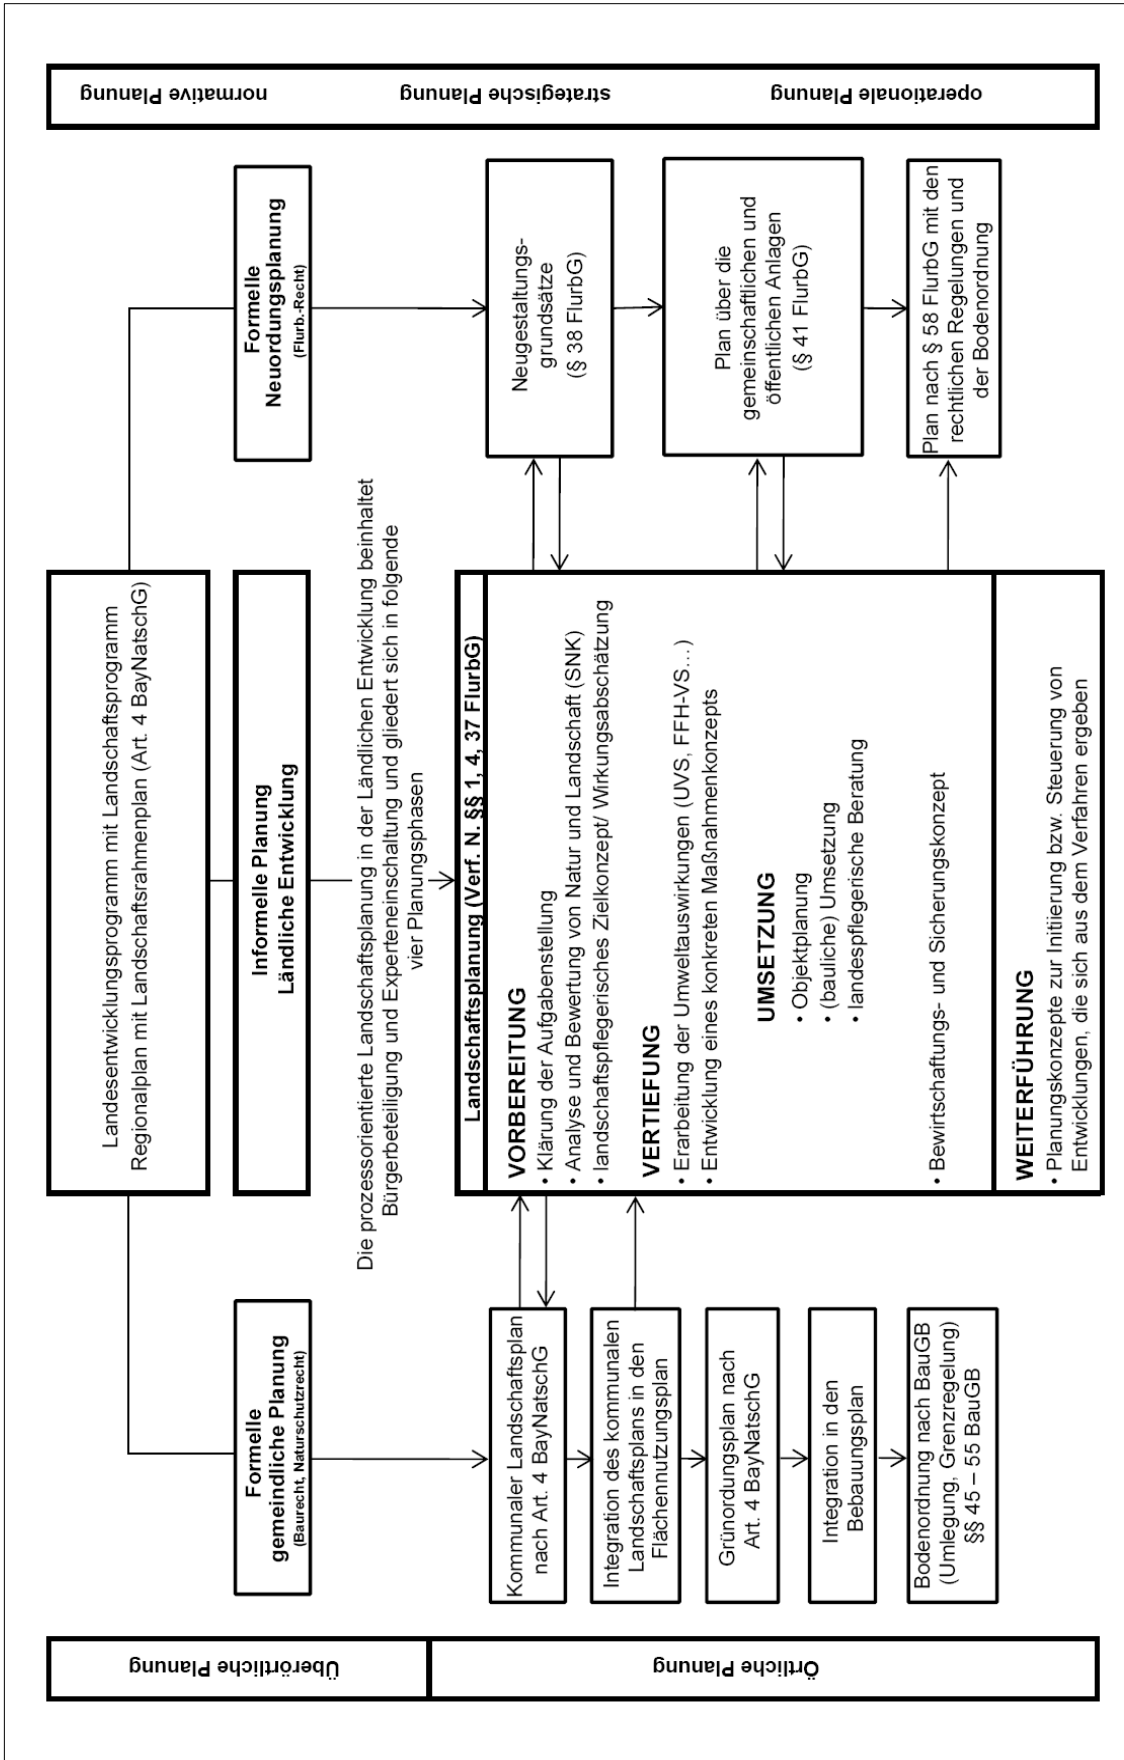 Landesentwicklungsprogramm mit Landschaftsprogramm
Regionalplan mit Landschaftsrahmenplan (Art. 4 BayNatschG)
Formelle
gemeindliche Planung
(Baurecht, Naturschutzrecht)
Informelle Planung
Ländliche Entwicklung
Formelle
Neuordungsplanung
(Flurb.-Recht)
Die prozessorientierte Landschaftsplanung in der Ländlichen Entwicklung beinhaltet
Bürgerbeteiligung und Experteneinschaltung und gliedert sich in folgende
vier Planungsphasen
Überörtliche Planung
Örtliche Planung
Kommunaler Landschaftsplan
nach Art. 4 BayNatschG
Integration des kommunalen
Landschaftsplans in den
Flächennutzungsplan
Grünordungsplan nach
Art. 4 BayNatschG
Integration in den
Bebauungsplan
Bodenordnung nach BauGB
(Umlegung, Grenzregelung)
§§ 45 – 55 BauGB
Landschaftsplanung (Verf. N. §§ 1, 4, 37 FlurbG)
VORBEREITUNG
• Klärung der Aufgabenstellung
• Analyse und Bewertung von Natur und Landschaft (SNK)
• landschaftspflegerisches Zielkonzept/ Wirkungsabschätzung
VERTIEFUNG
• Erarbeitung der Umweltauswirkungen (UVS, FFH-VS...)
• Entwicklung eines konkreten Maßnahmenkonzepts
UMSETZUNG
• Objektplanung
• (bauliche) Umsetzung
• landespflegerische Beratung
• Bewirtschaftungs- und Sicherungskonzept
WEITERFÜHRUNG
• Planungskonzepte zur Initiierung bzw. Steuerung von
Entwicklungen, die sich aus dem Verfahren ergeben
Neugestaltungs-
grundsätze
(§ 38 FlurbG)
Plan über die
gemeinschaftlichen und
öffentlichen Anlagen
(§ 41 FlurbG)
Plan nach § 58 FlurbG mit den
rechtlichen Regelungen und
der Bodenordnung
normative Planung
strategische Planung
operationale Planung